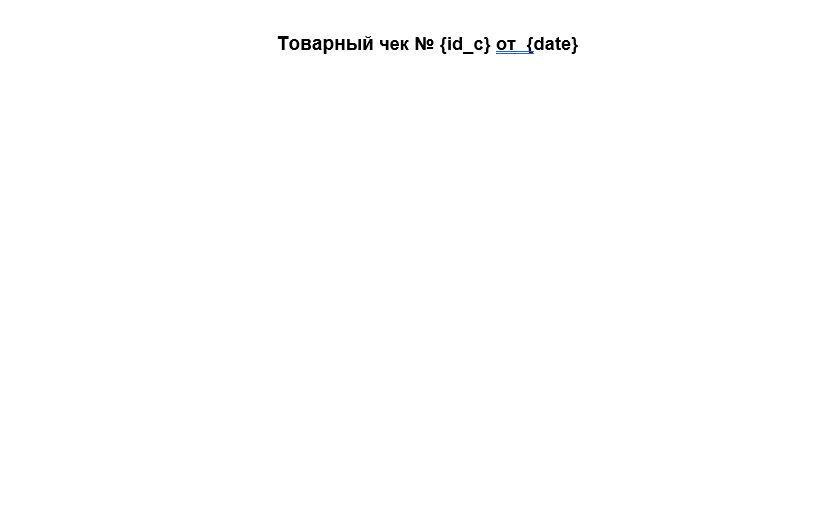 Товарный чек № {id_c} от  {date}